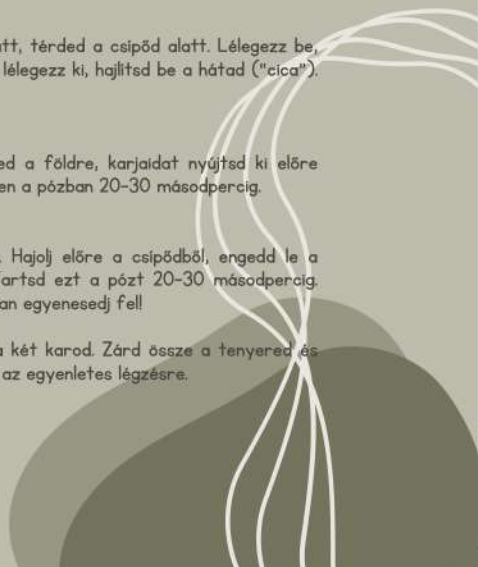 tt, térded a csípőd alatt. Lélegezz be,
lélegezz ki, hajlítsd be a hátad ("cica").
ed a földre, karjaidat nyújtsd ki előre
en a pózban 20-30 másodpercig.
. Hajolj előre a csípődből, engedd le a
artsd ezt a pózt 20-30 másodpercig.
an egyenesedj fel!
a két karod. Zárd össze a tenyered és
az egyenletes légzésre.